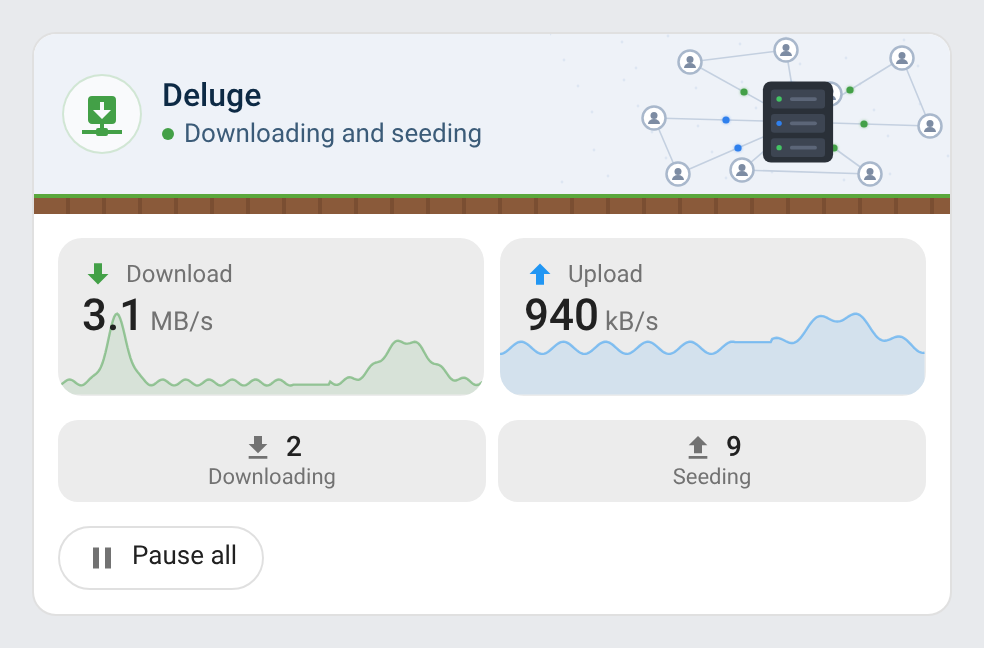 Deluge
Downloading and seeding
Download
3.1 MB/s
Upload
940 kB/s
2
Downloading
9
Seeding
Pause all